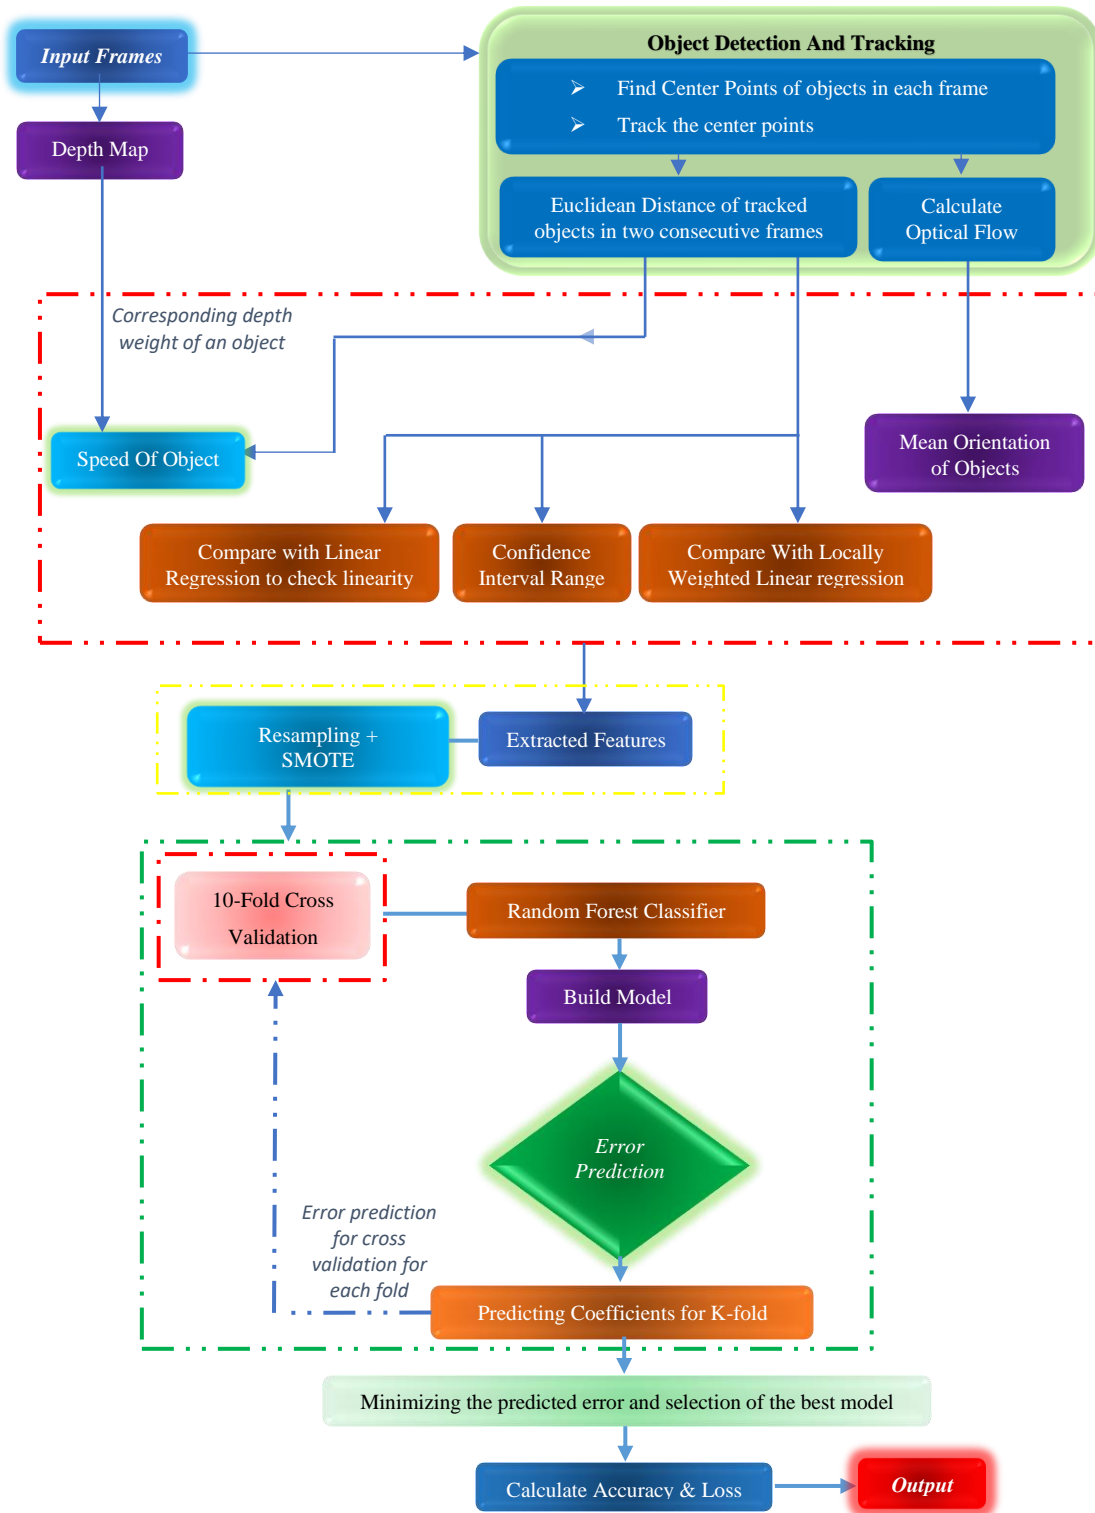 Input Frames
Object Detection And Tracking
➢ Find Center Points of objects in each frame
➢ Track the center points
Depth Map
Euclidean Distance of tracked
objects in two consecutive frames
Calculate
Optical Flow
Corresponding depth
weight of an object
Speed Of Object
Mean Orientation
of Objects
Compare with Linear
Regression to check linearity
Confidence
Interval Range
Compare With Locally
Weighted Linear regression
Resampling +
SMOTE
Extracted Features
10-Fold Cross
Validation
Random Forest Classifier
Build Model
Error
Prediction
Error prediction
for cross
validation for
each fold
Predicting Coefficients for K-fold
Minimizing the predicted error and selection of the best model
Calculate Accuracy & Loss
Output